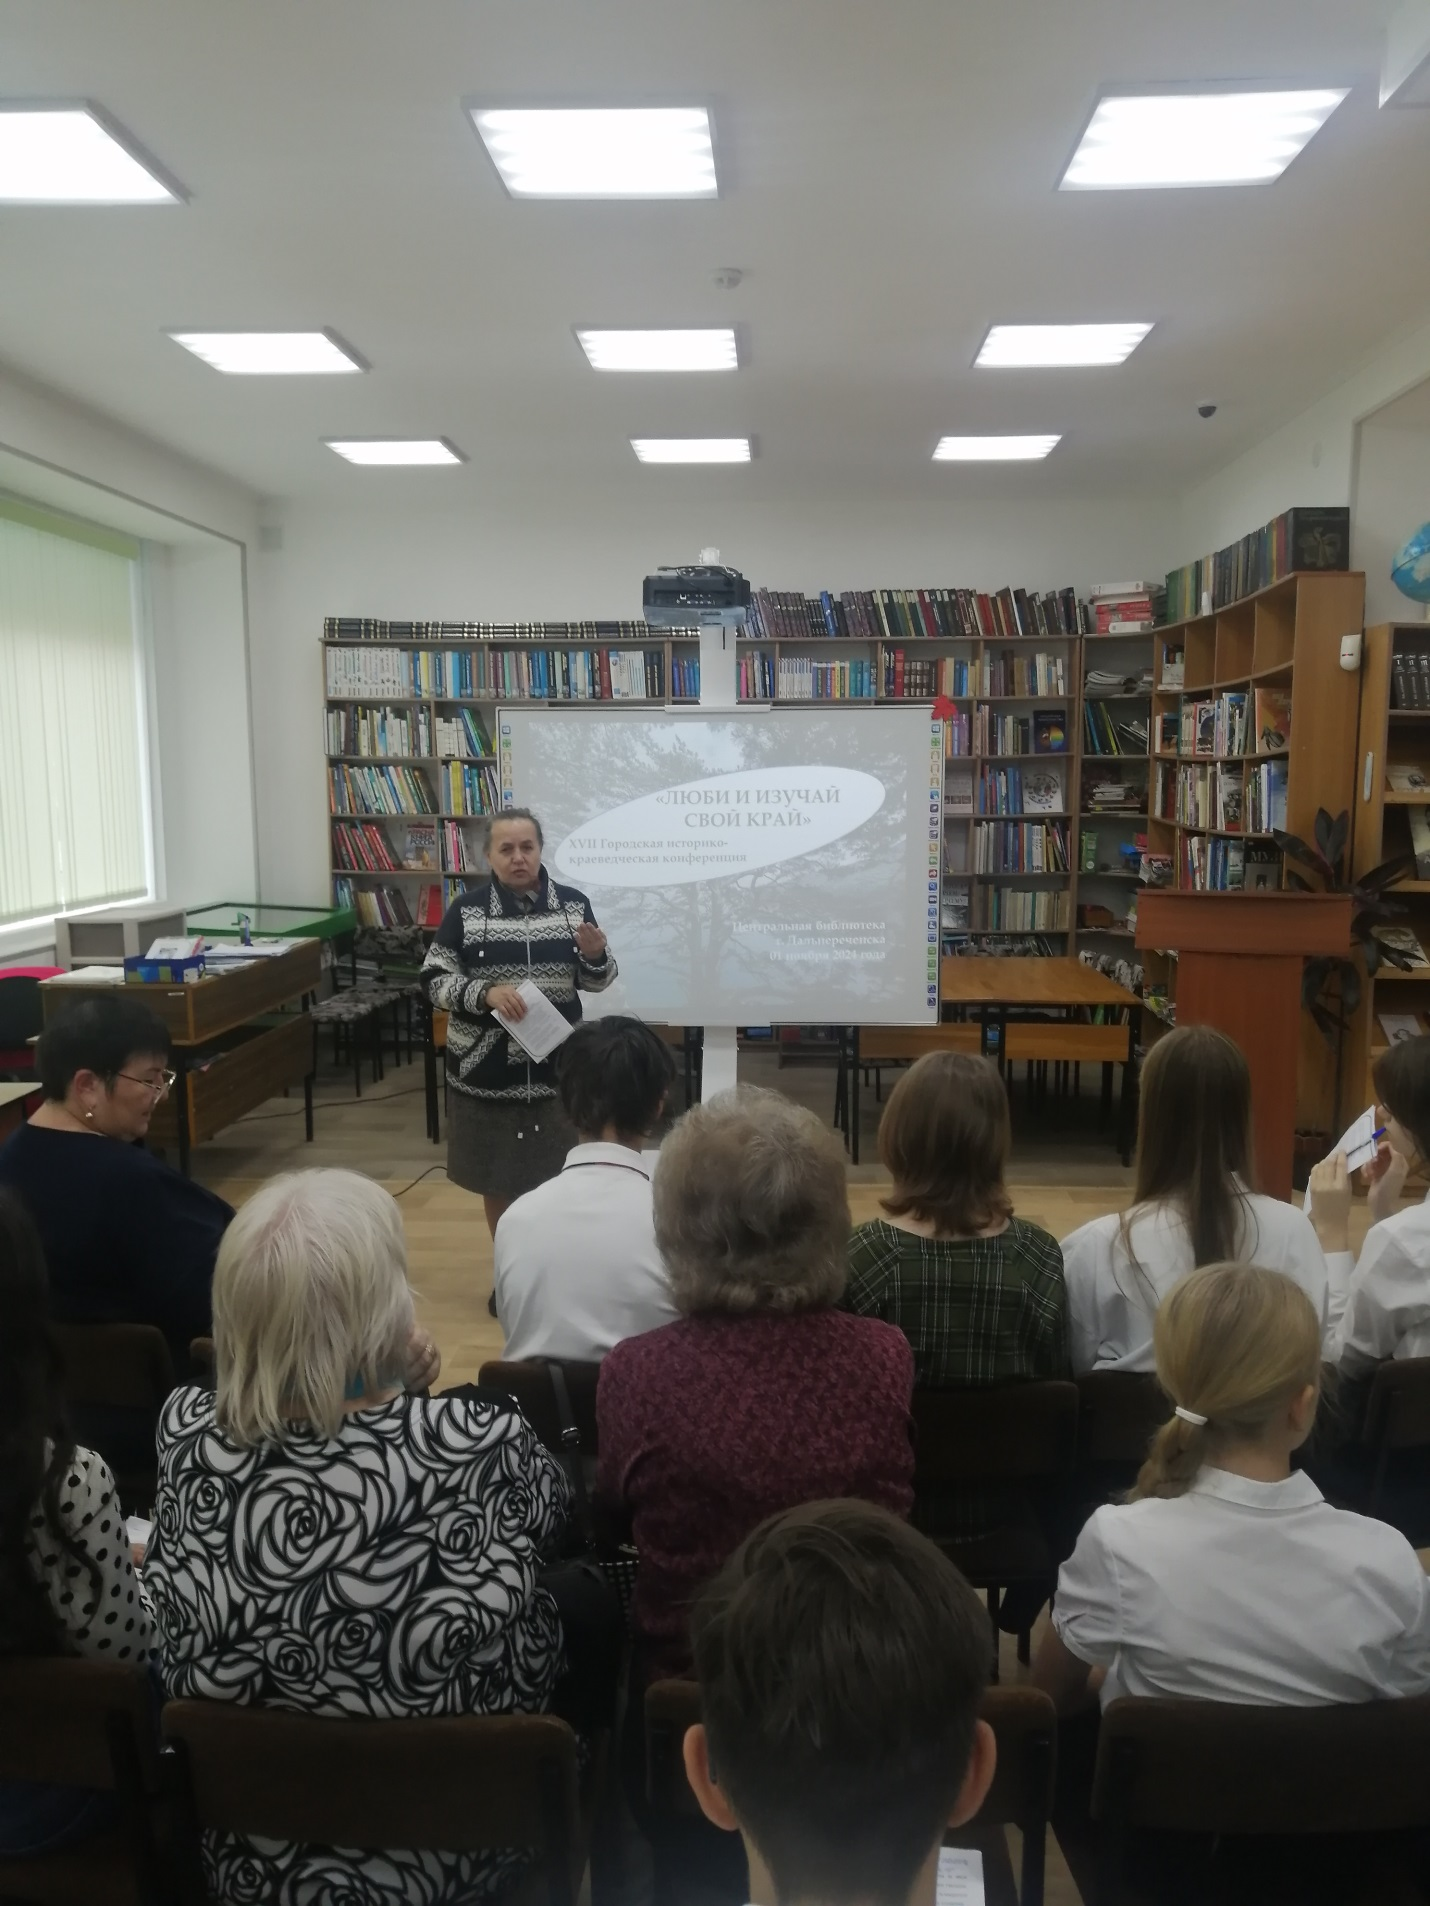 «ЛЮБИ И ИЗУЧАЙ
СВОЙ КРАЙ»
XVII Городская историко-
краеведческая конференция
Центральная библиотека
г. Дальнереченска
01 ноября 2024 года